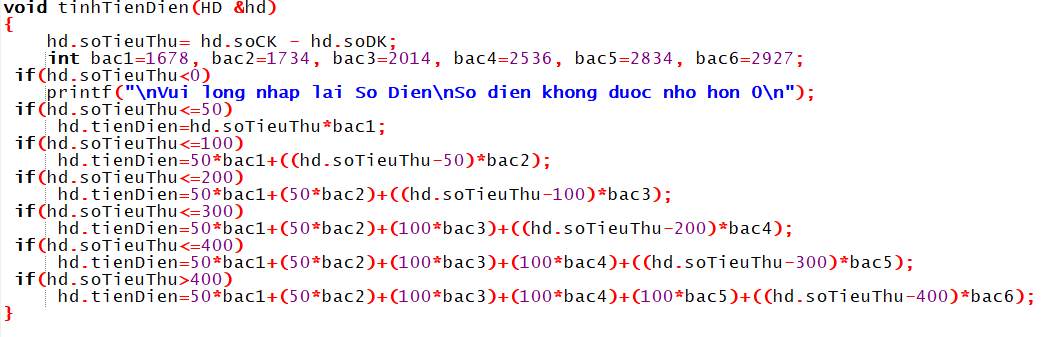 void tinhTienDien(HD &hd)
{
    hd.soTieuThu= hd.soCK - hd.soDK;
    int bac1=1678, bac2=1734, bac3=2014, bac4=2536, bac5=2834, bac6=2927;
 if(hd.soTieuThu<0)
    printf("\nVui long nhap lai So Dien\nSo dien khong duoc nho hon 0\n");
 if(hd.soTieuThu<=50)
     hd.tienDien=hd.soTieuThu*bac1;
 if(hd.soTieuThu<=100)
     hd.tienDien=50*bac1+((hd.soTieuThu-50)*bac2);
 if(hd.soTieuThu<=200)
     hd.tienDien=50*bac1+(50*bac2)+((hd.soTieuThu-100)*bac3);
 if(hd.soTieuThu<=300)
     hd.tienDien=50*bac1+(50*bac2)+(100*bac3)+((hd.soTieuThu-200)*bac4);
 if(hd.soTieuThu<=400)
     hd.tienDien=50*bac1+(50*bac2)+(100*bac3)+(100*bac4)+((hd.soTieuThu-300)*bac5);
 if(hd.soTieuThu>400)
     hd.tienDien=50*bac1+(50*bac2)+(100*bac3)+(100*bac4)+(100*bac5)+((hd.soTieuThu-400)*bac6);
}